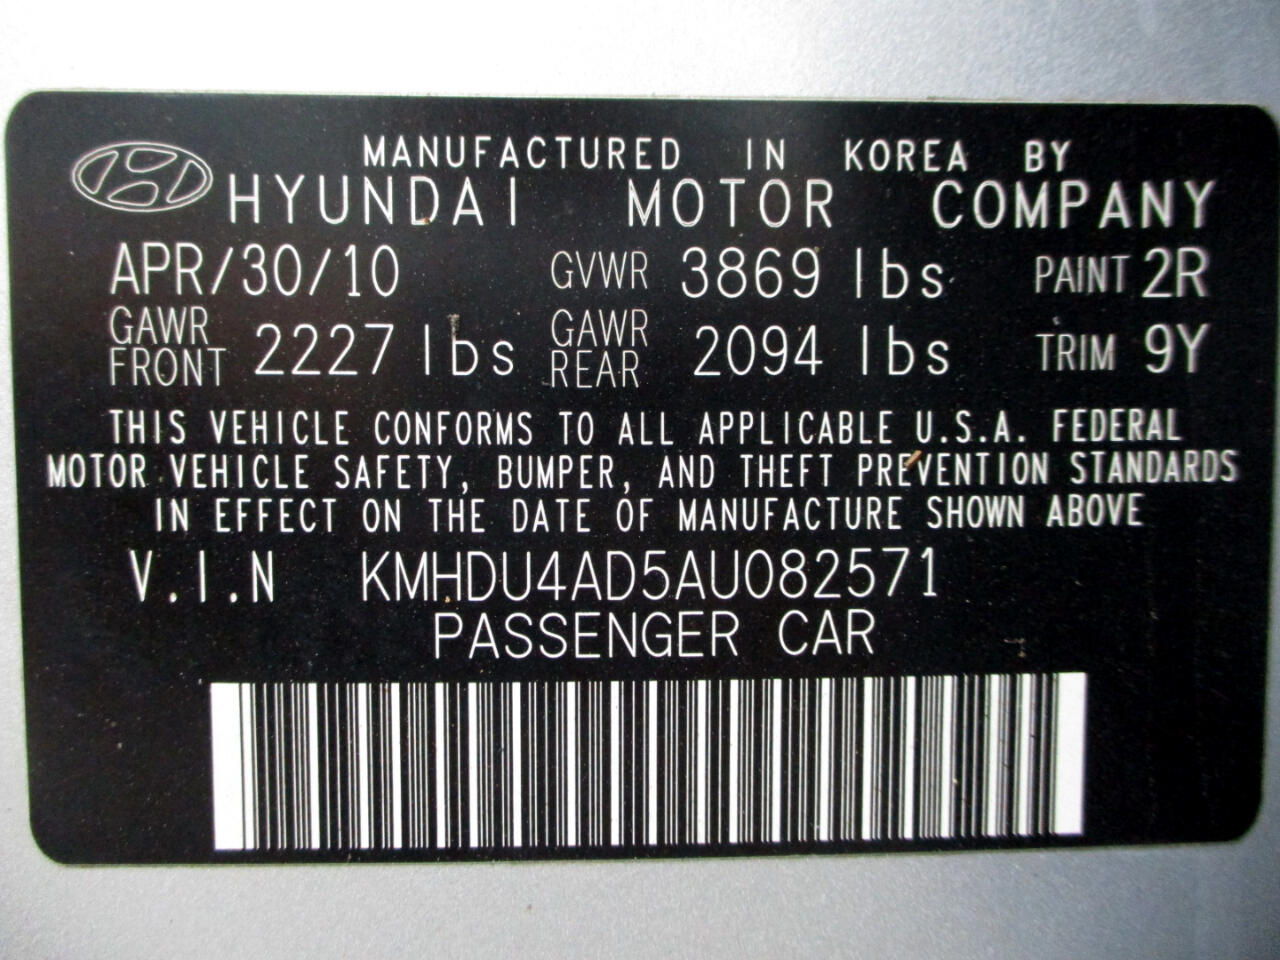 MANUFACTURED IN KOREA BY
HYUNDAI MOTOR COMPANY
APR/30/10 GVWR 3869 lbs PAINT 2R
GAWR FRONT 2227 lbs GAWR REAR 2094 lbs TRIM 9Y
THIS VEHICLE CONFORMS TO ALL APPLICABLE U.S.A. FEDERAL
MOTOR VEHICLE SAFETY, BUMPER, AND THEFT PREVENTION STANDARDS
IN EFFECT ON THE DATE OF MANUFACTURE SHOWN ABOVE
V.I.N KMHDU4AD5AU082571
PASSENGER CAR